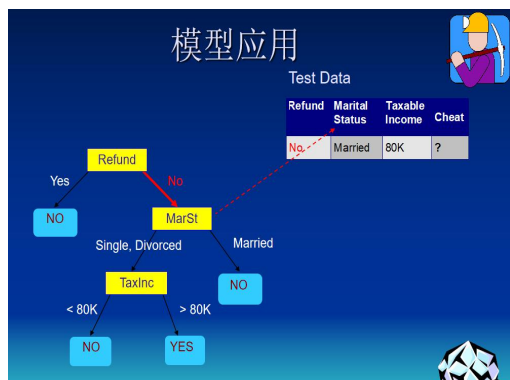 模型应用
Test Data
Refund Marital Status Taxable Income Cheat
No Married 80K ?
Refund
Yes No
NO MarSt
Single, Divorced Married
TaxInc NO
< 80K > 80K
NO YES